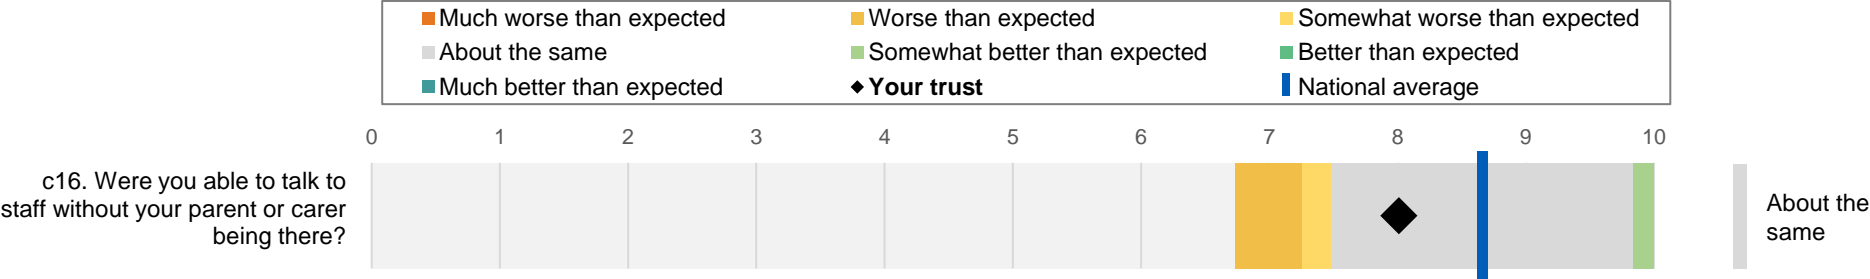 Much worse than expected
Worse than expected
Somewhat worse than expected
About the same
Somewhat better than expected
Better than expected
Much better than expected
Your trust
National average
0 1 2 3 4 5 6 7 8 9 10
c16. Were you able to talk to
staff without your parent or carer
being there?
About the
same